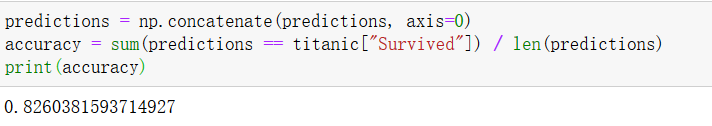 predictions = np.concatenate(predictions, axis=0)
accuracy = sum(predictions == titanic["Survived"]) / len(predictions)
print(accuracy)
0.8260381593714927